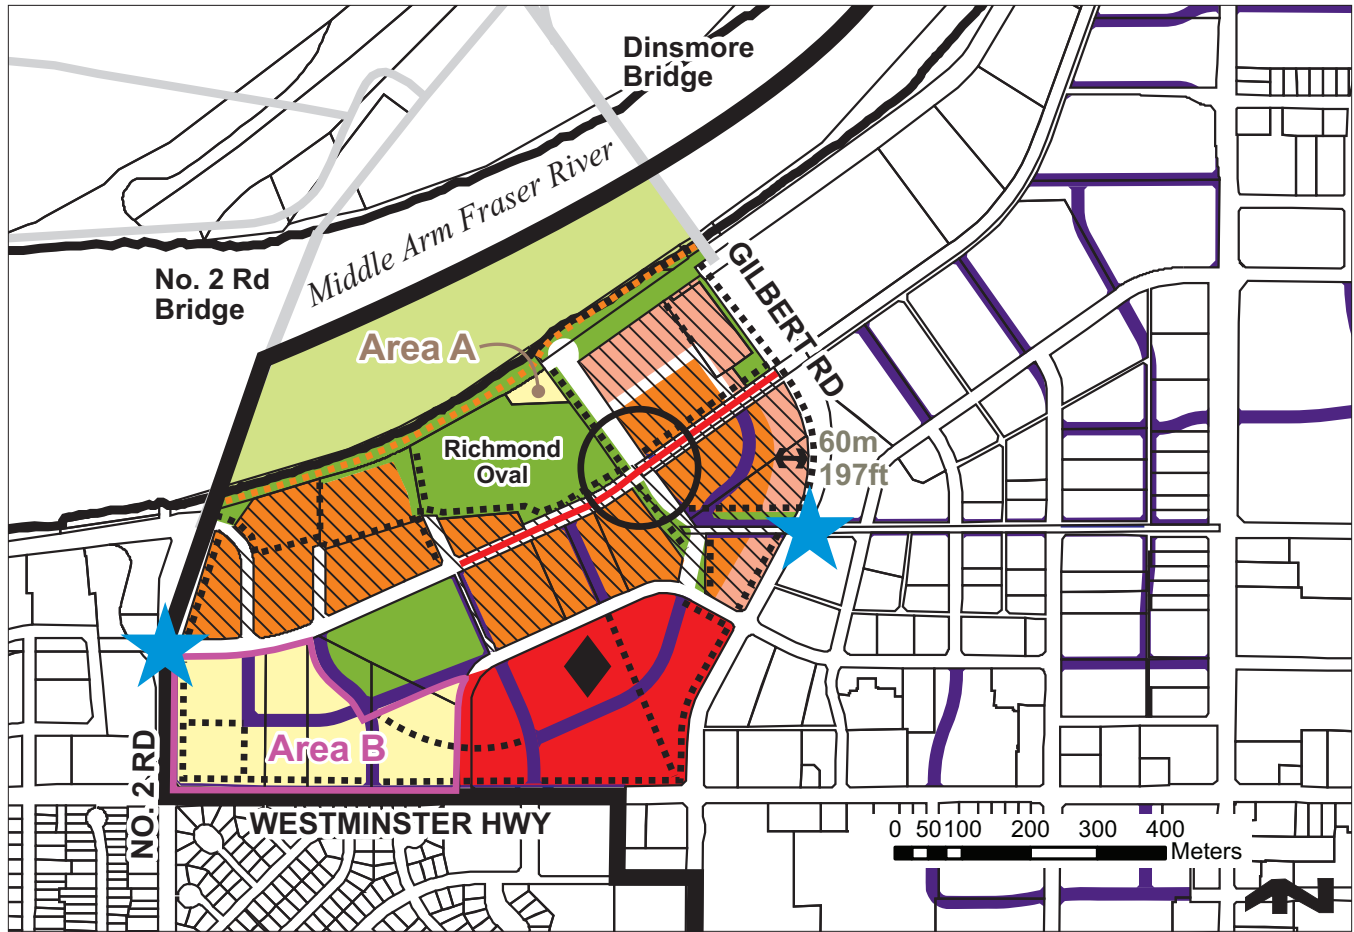 Dinsmore
Bridge
Middle Arm Fraser River
No. 2 Rd
Bridge
GILBERT RD
Area A
Richmond
Oval
60m
197ft
Area B
NO. 2 RD
WESTMINSTER HWY
0 50 100 200 300 400
Meters